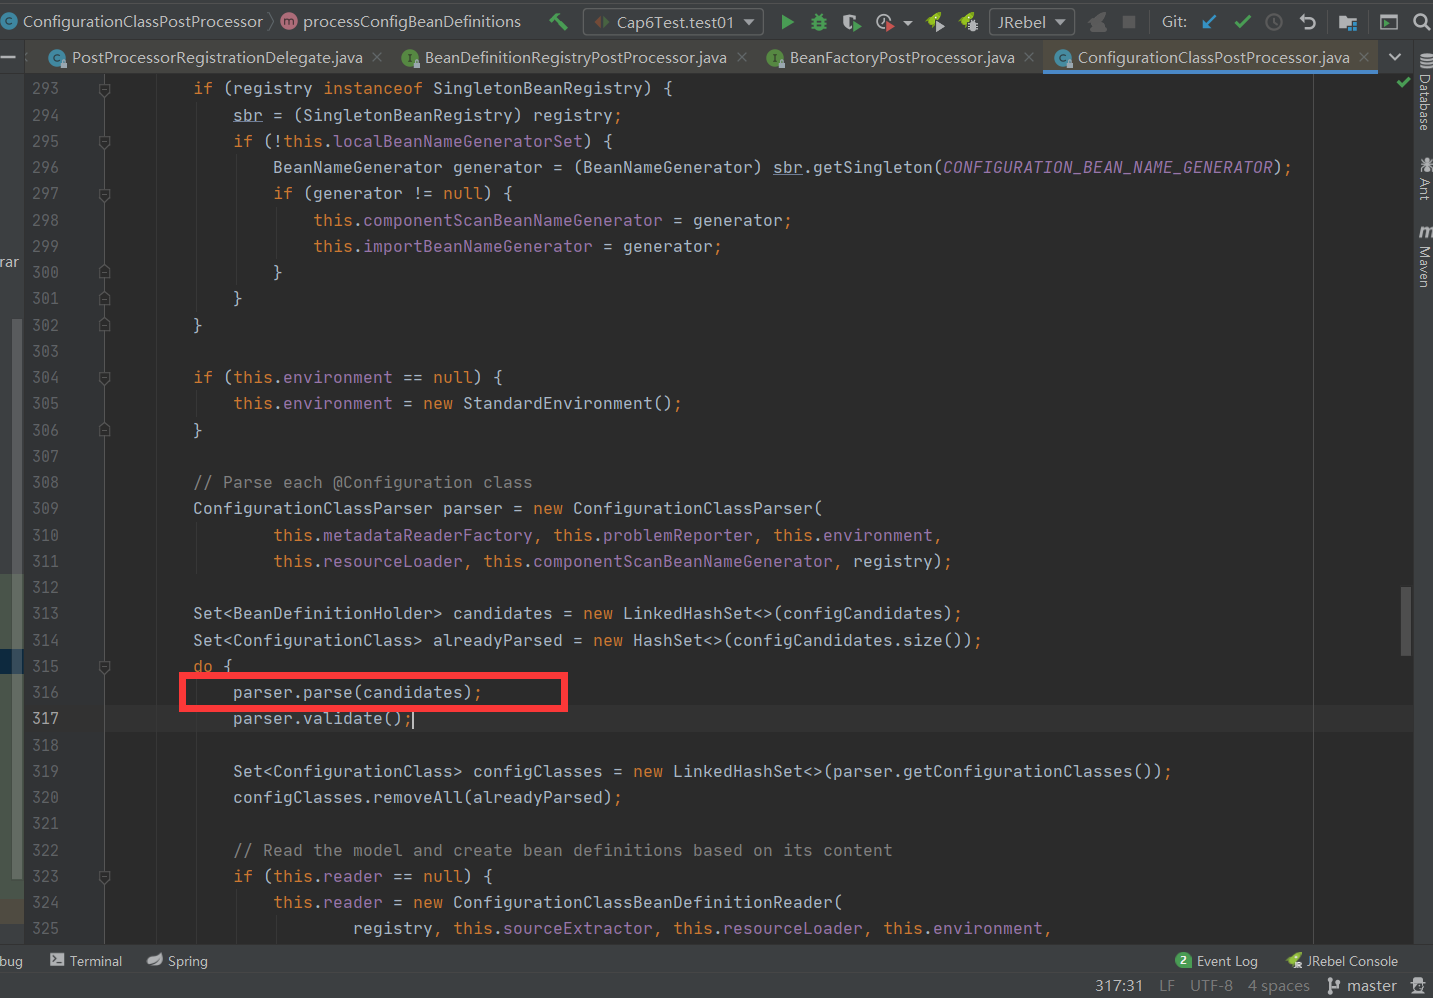 ConfigurationClassPostProcessor processConfigBeanDefinitions Cap6Test.test01 JRebel Git:
PostProcessorRegistrationDelegate.java BeanDefinitionRegistryPostProcessor.java BeanFactoryPostProcessor.java ConfigurationClassPostProcessor.java
293 if (registry instanceof SingletonBeanRegistry) {
294 sbr = (SingletonBeanRegistry) registry;
295 if (!this.localBeanNameGeneratorSet) {
296 BeanNameGenerator generator = (BeanNameGenerator) sbr.getSingleton(CONFIGURATION_BEAN_NAME_GENERATOR);
297 if (generator != null) {
298 this.componentScanBeanNameGenerator = generator;
299 this.importBeanNameGenerator = generator;
300 }
301 }
302 }
303
304 if (this.environment == null) {
305 this.environment = new StandardEnvironment();
306 }
307
308 // Parse each @Configuration class
309 ConfigurationClassParser parser = new ConfigurationClassParser(
310 this.metadataReaderFactory, this.problemReporter, this.environment,
311 this.resourceLoader, this.componentScanBeanNameGenerator, registry);
312
313 Set<BeanDefinitionHolder> candidates = new LinkedHashSet<>(configCandidates);
314 Set<ConfigurationClass> alreadyParsed = new HashSet<>(configCandidates.size());
315 do {
316 parser.parse(candidates);
317 parser.validate();
318
319 Set<ConfigurationClass> configClasses = new LinkedHashSet<>(parser.getConfigurationClasses());
320 configClasses.removeAll(alreadyParsed);
321
322 // Read the model and create bean definitions based on its content
323 if (this.reader == null) {
324 this.reader = new ConfigurationClassBeanDefinitionReader(
325 registry, this.sourceExtractor, this.resourceLoader, this.environment,
rar
Database
Ant
Maven
bug Terminal Spring 2 Event Log JRebel Console
317:31 LF UTF-8 4 spaces master